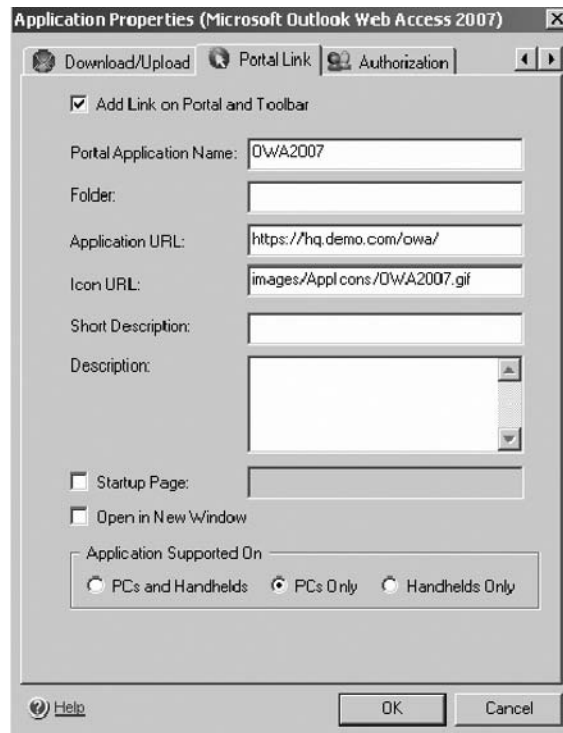 Application Properties (Microsoft Outlook Web Access 2007)
Download/Upload Portal Link Authorization
Add Link on Portal and Toolbar
Portal Application Name: OWA2007
Folder:
Application URL: https://hq.demo.com/owa/
Icon URL: images/AppIcons/OWA2007.gif
Short Description:
Description:
Startup Page:
Open in New Window
Application Supported On
PCs and Handhelds PCs Only Handhelds Only
Help OK Cancel